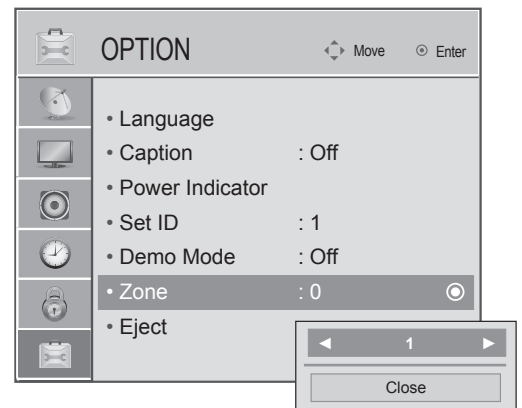 OPTION
Move
Enter
• Language
• Caption : Off
• Power Indicator
• Set ID : 1
• Demo Mode : Off
• Zone : 0
• Eject
◄ 1 ►
Close